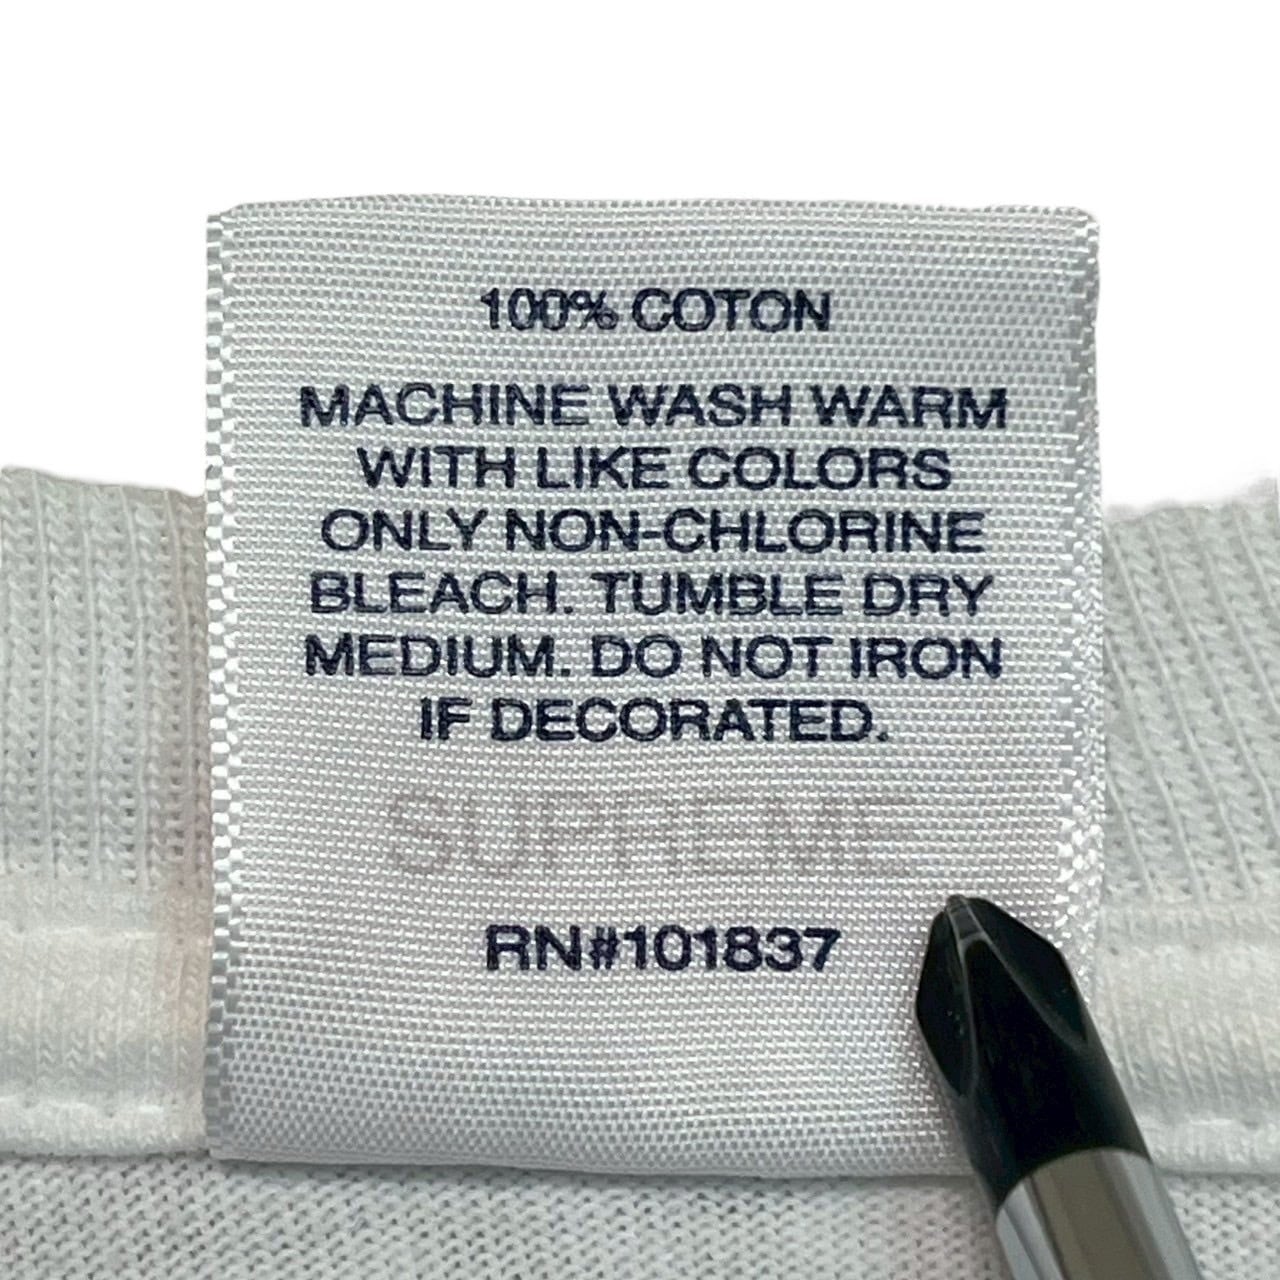 100% COTON
MACHINE WASH WARM
WITH LIKE COLORS
ONLY NON-CHLORINE
BLEACH. TUMBLE DRY
MEDIUM. DO NOT IRON
IF DECORATED.
SUPREME
RN#101837